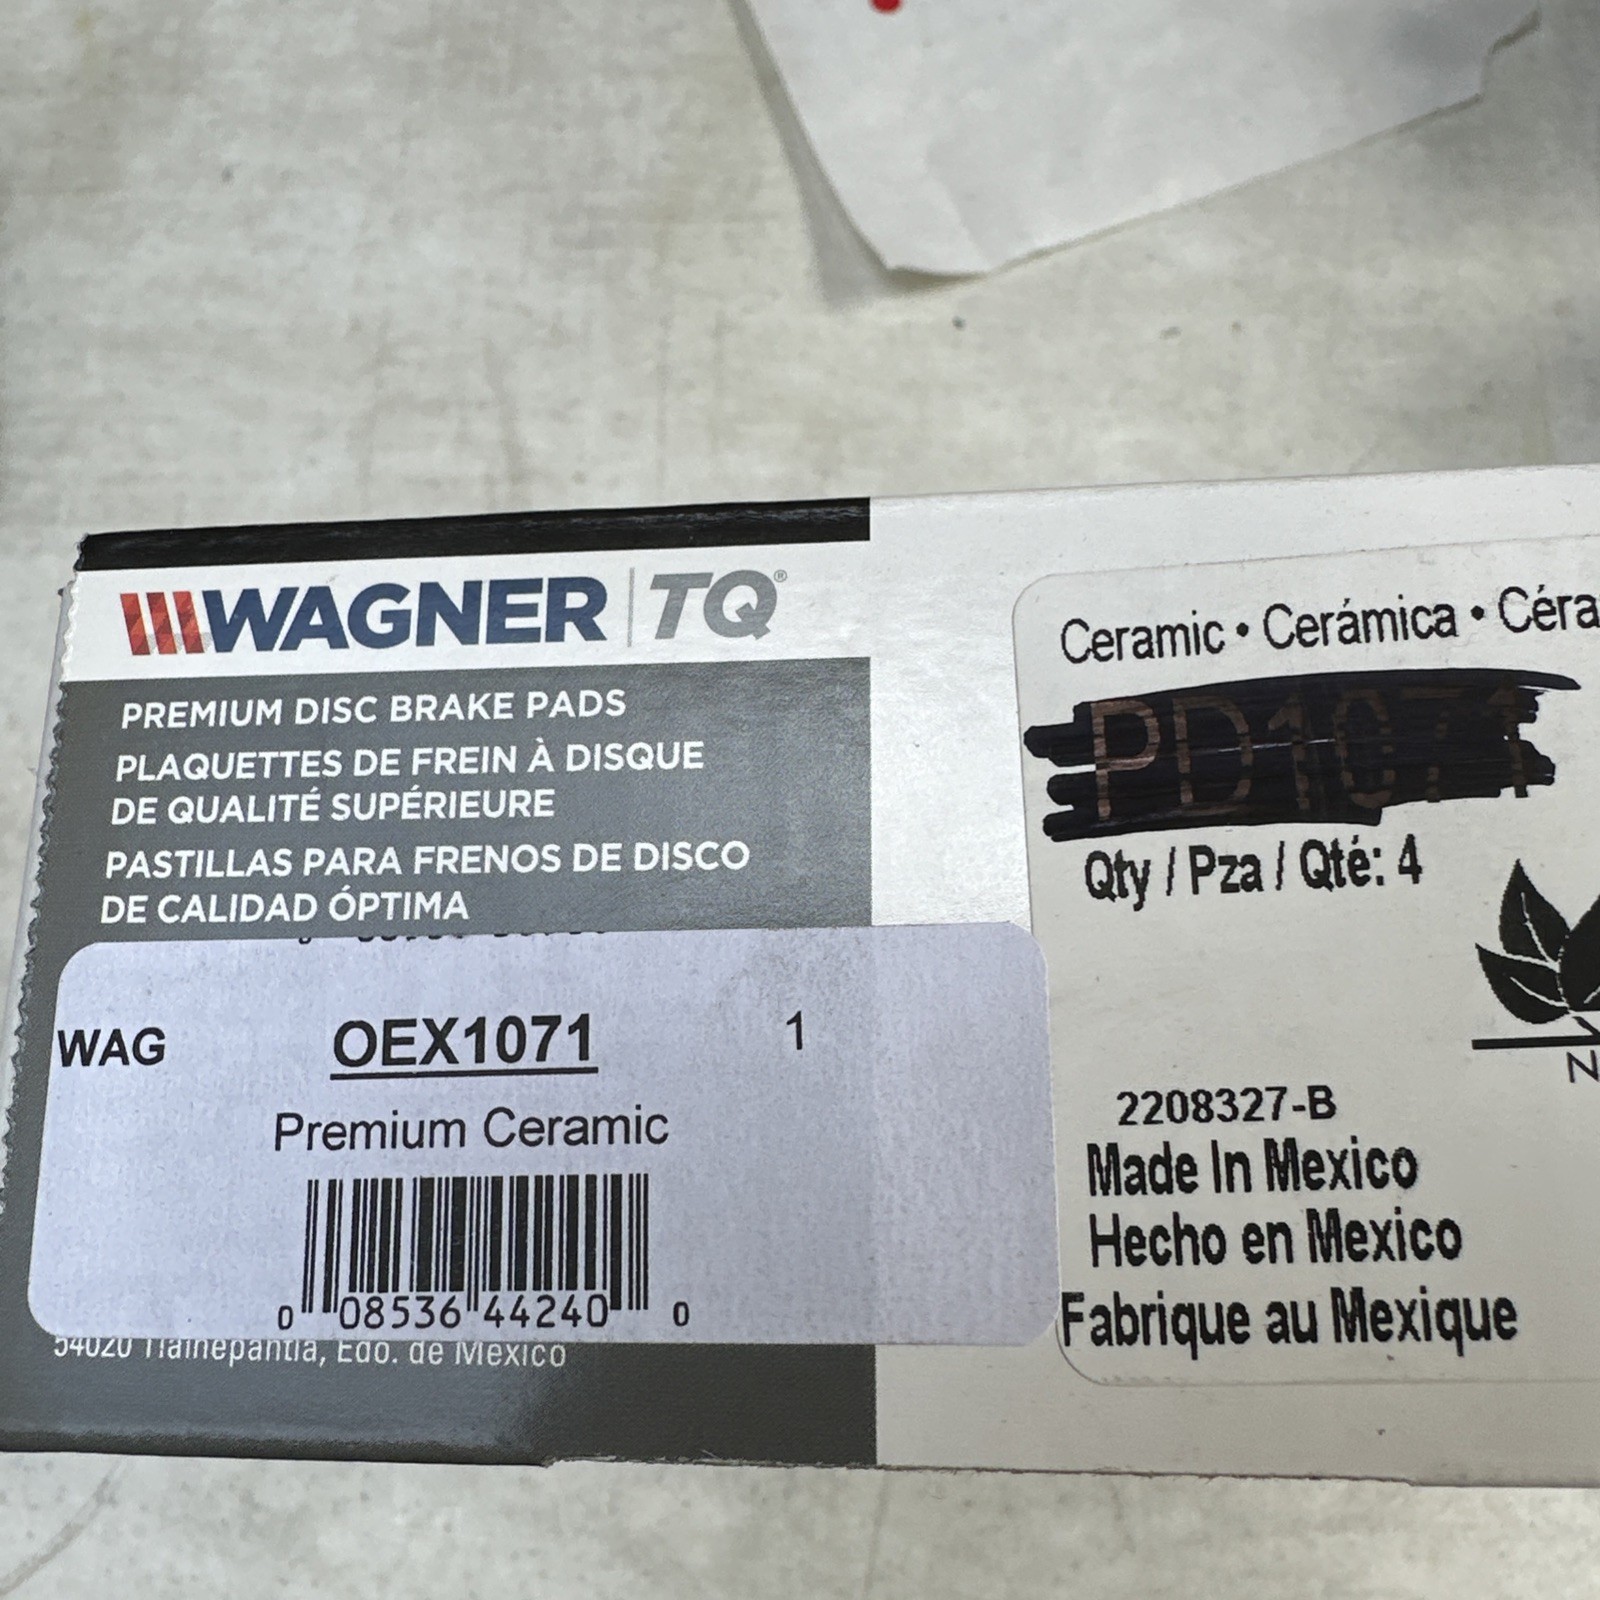 WAGNER TQ®
PREMIUM DISC BRAKE PADS
PLAQUETTES DE FREIN À DISQUE
DE QUALITÉ SUPÉRIEURE
PASTILLAS PARA FRENOS DE DISCO
DE CALIDAD ÓPTIMA
WAG OEX1071 1
Premium Ceramic
0 08536 44240 0
54020 Tlalnepantla, Edo. de México
Ceramic • Cerámica • Céra
PD1071
Qty / Pza / Qté: 4
N
2208327-B
Made In Mexico
Hecho en Mexico
Fabrique au Mexique